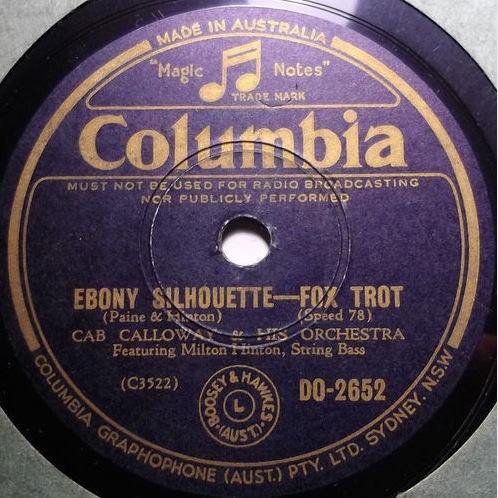 MADE IN AUSTRALIA
"Magic Notes"
TRADE MARK
Columbia
MUST NOT BE USED FOR RADIO BROADCASTING
NOR PUBLICLY PERFORMED
EBONY SILHOUETTE—FOX TROT
(Paine & Hinton) (Speed 78)
CAB CALLOWAY & HIS ORCHESTRA
Featuring Milton Hinton, String Bass
(C3522)
BOOSEY & HAWKES
L
(AUST.)
DO-2652
COLUMBIA GRAPHOPHONE (AUST.) PTY. LTD. SYDNEY. N.S.W